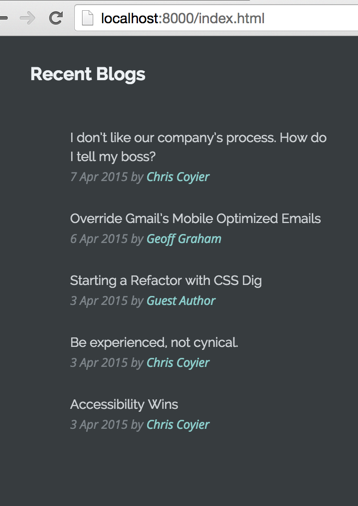 localhost:8000/index.html
Recent Blogs
I don't like our company's process. How do
I tell my boss?
7 Apr 2015 by Chris Coyier
Override Gmail's Mobile Optimized Emails
6 Apr 2015 by Geoff Graham
Starting a Refactor with CSS Dig
3 Apr 2015 by Guest Author
Be experienced, not cynical.
3 Apr 2015 by Chris Coyier
Accessibility Wins
3 Apr 2015 by Chris Coyier